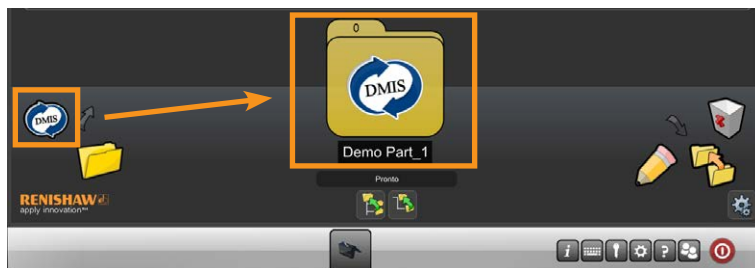 0
DMIS
DMIS
Demo Part_1
Pronto
RENISHAW
apply innovation™
i
?